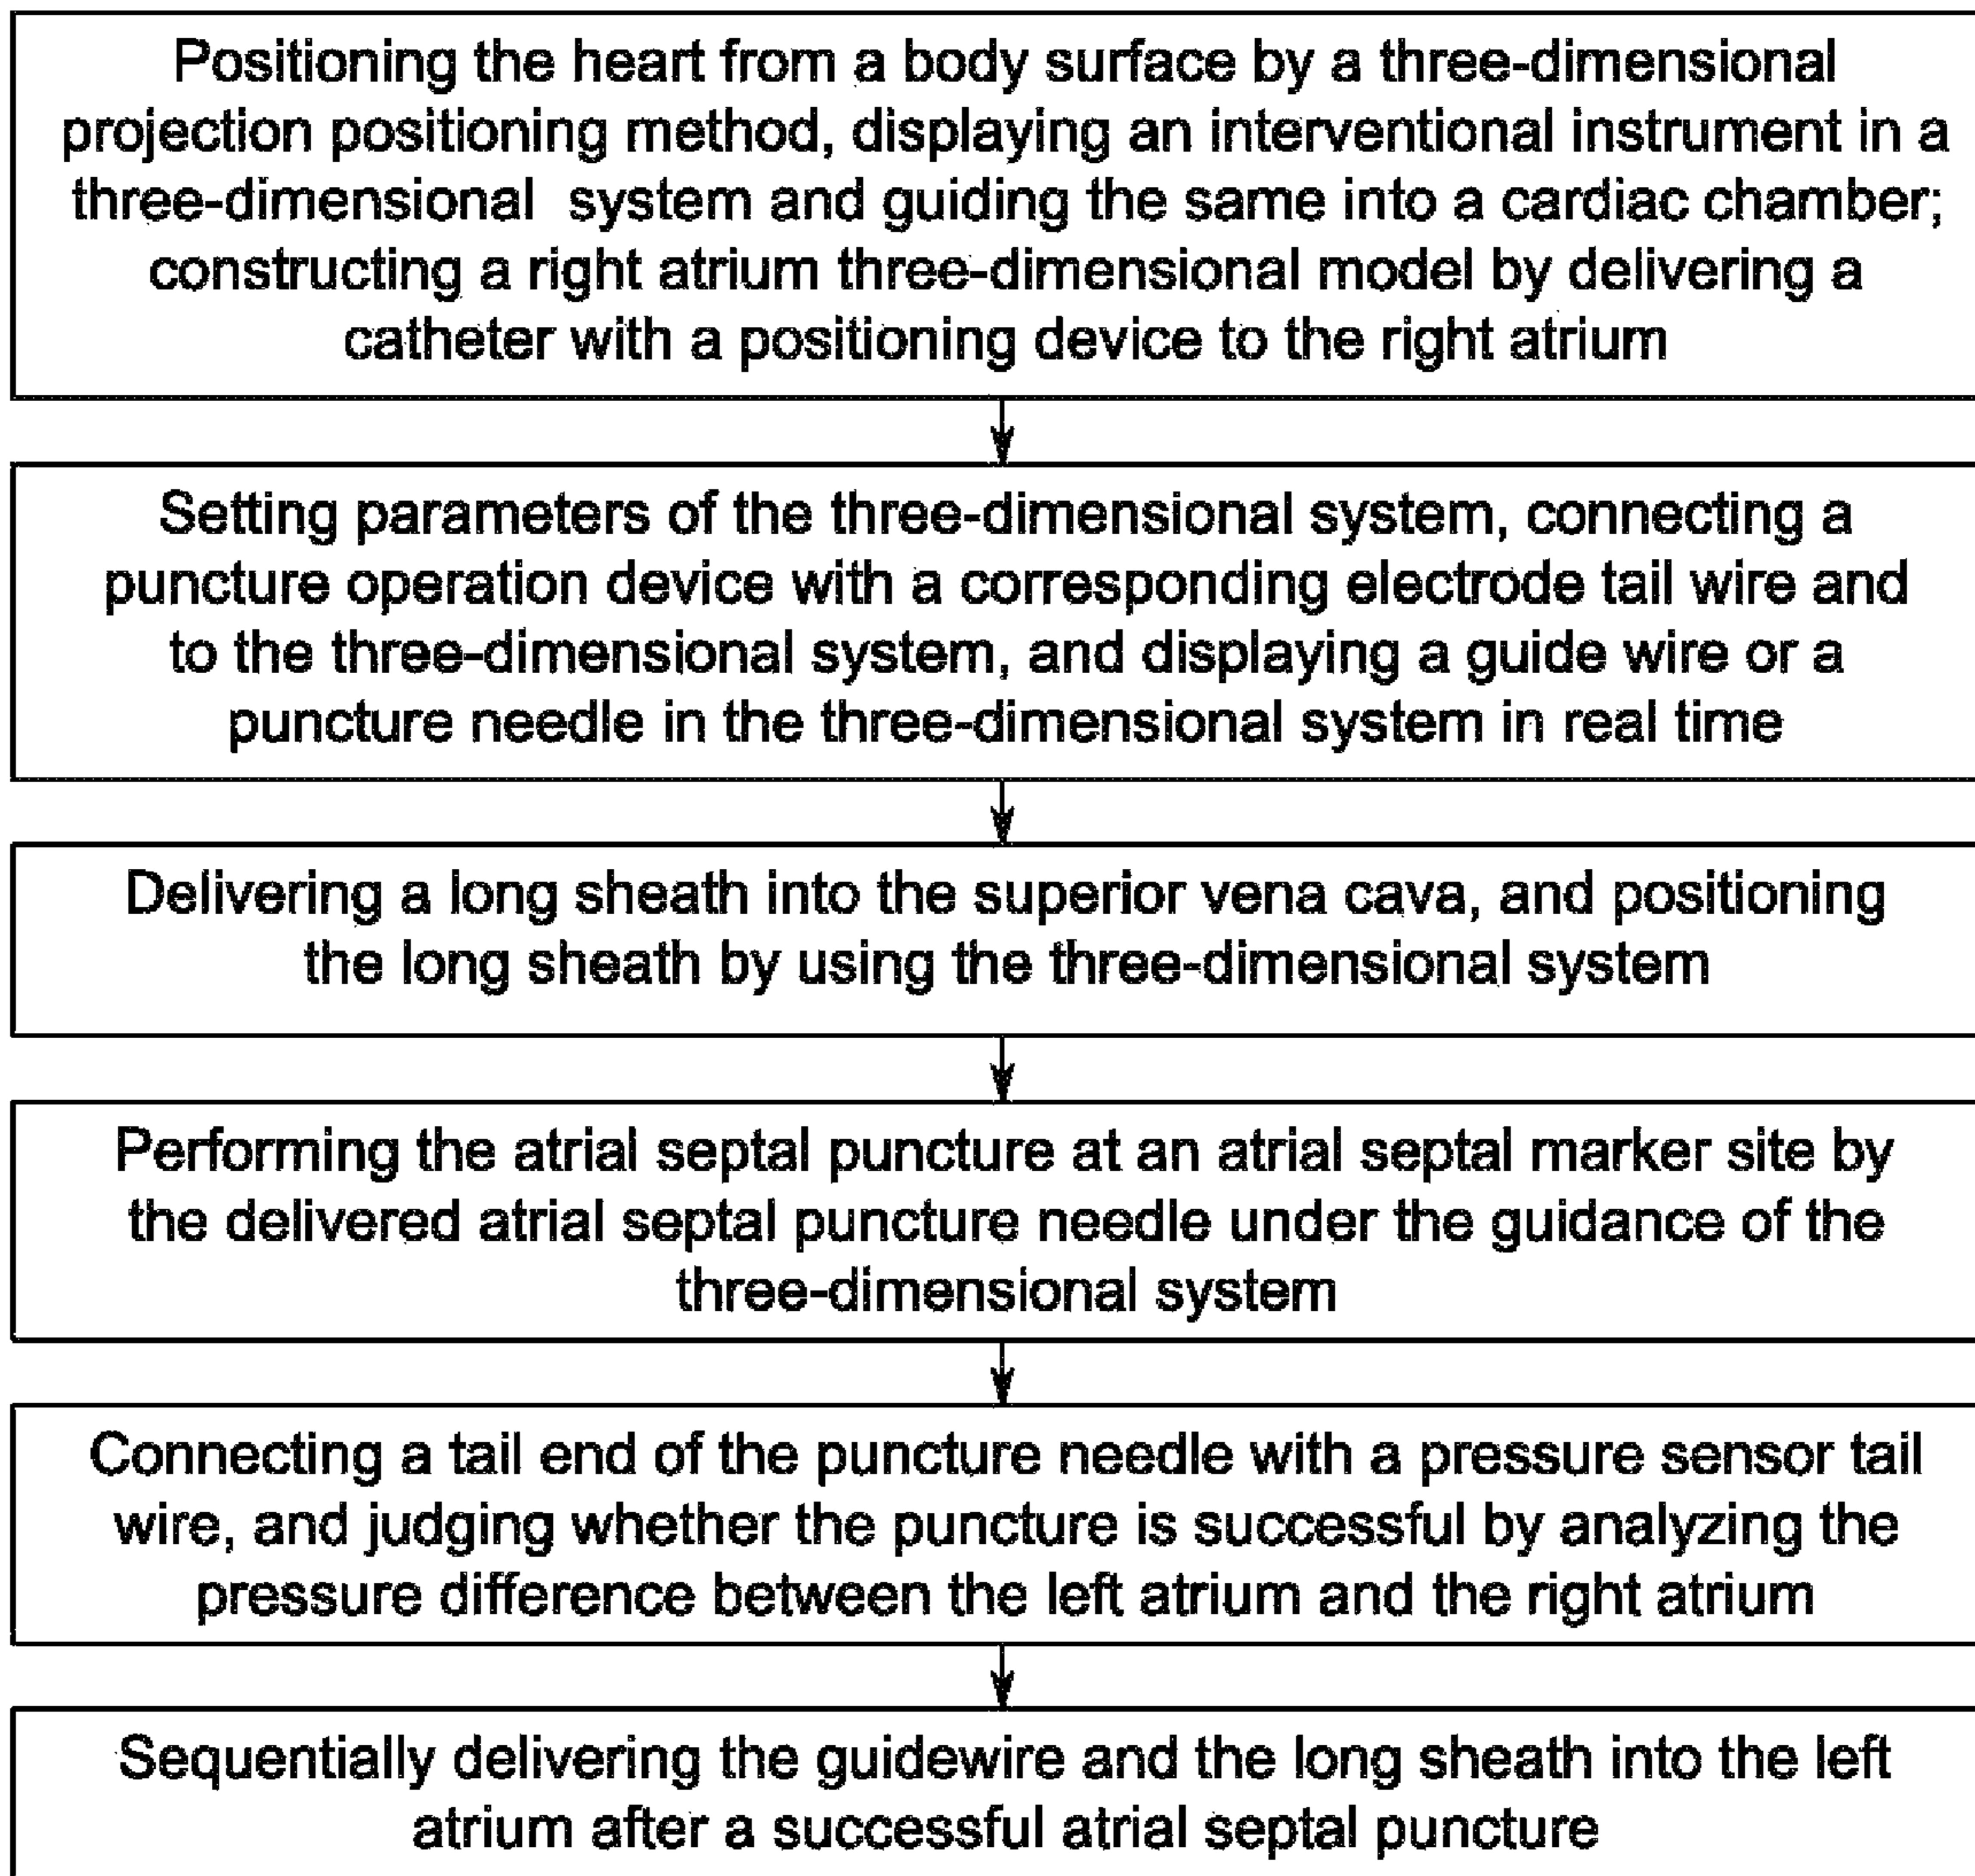 Positioning the heart from a body surface by a three-dimensional
projection positioning method, displaying an interventional instrument in a
three-dimensional system and guiding the same into a cardiac chamber;
constructing a right atrium three-dimensional model by delivering a
catheter with a positioning device to the right atrium
Setting parameters of the three-dimensional system, connecting a
puncture operation device with a corresponding electrode tail wire and
to the three-dimensional system, and displaying a guide wire or a
puncture needle in the three-dimensional system in real time
Delivering a long sheath into the superior vena cava, and positioning
the long sheath by using the three-dimensional system
Performing the atrial septal puncture at an atrial septal marker site by
the delivered atrial septal puncture needle under the guidance of the
three-dimensional system
Connecting a tail end of the puncture needle with a pressure sensor tail
wire, and judging whether the puncture is successful by analyzing the
pressure difference between the left atrium and the right atrium
Sequentially delivering the guidewire and the long sheath into the left
atrium after a successful atrial septal puncture